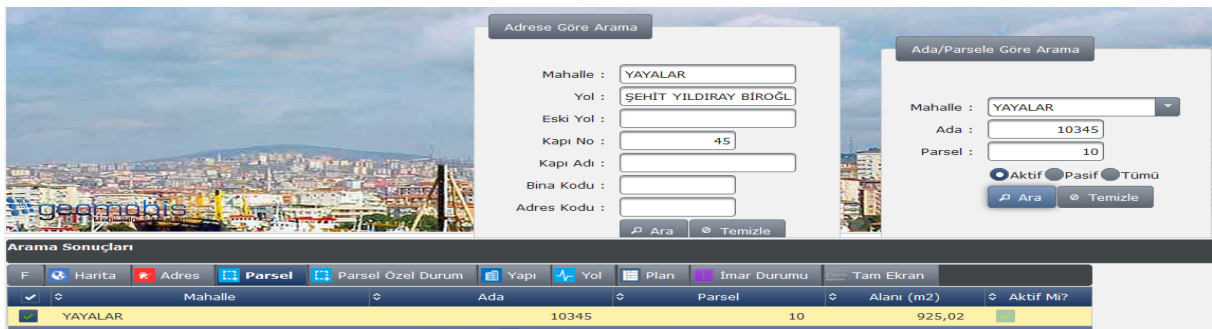 Adrese Göre Arama
Mahalle : YAYALAR
Yol : ŞEHİT YILDIRAY BİROĞL
Eski Yol :
Kapı No : 45
Kapı Adı :
Bina Kodu :
Adres Kodu :
Ara Temizle
Ada/Parsele Göre Arama
Mahalle : YAYALAR
Ada : 10345
Parsel : 10
Aktif Pasif Tümü
Ara Temizle
geomobis
Arama Sonuçları
F Harita Adres Parsel Parsel Özel Durum Yapı Yol Plan İmar Durumu Tam Ekran
Mahalle Ada Parsel Alanı (m2) Aktif Mi?
YAYALAR 10345 10 925,02